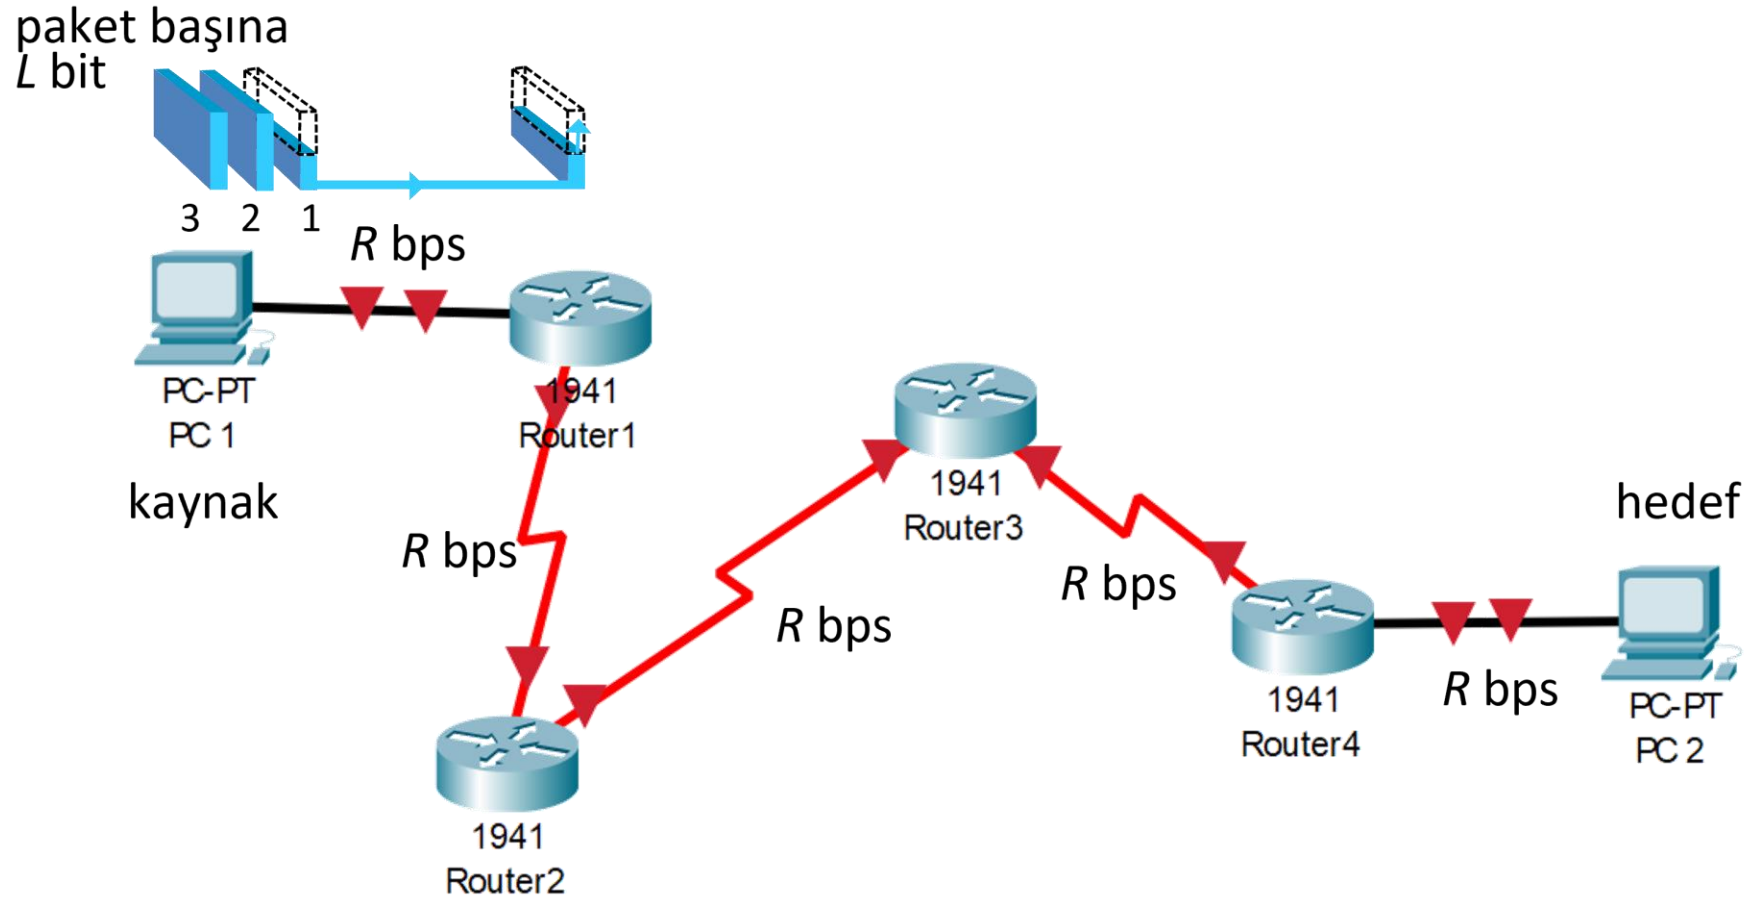 paket başına
L bit
3 2 1
R bps
PC-PT
PC 1
kaynak
1941
Router1
R bps
1941
Router2
R bps
1941
Router3
R bps
1941
Router4
R bps
hedef
PC-PT
PC 2